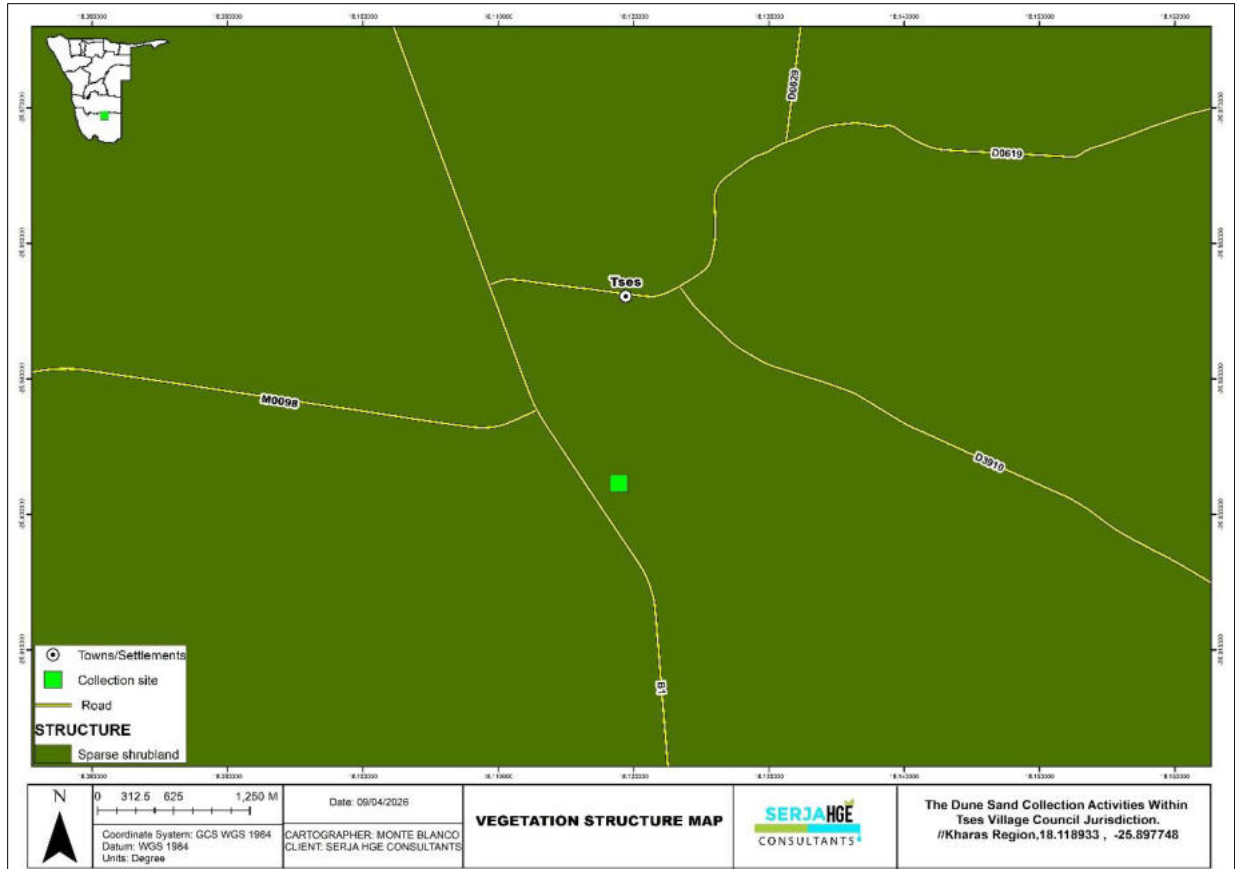 D0629
D0619
Tses
M0098
D3910
B1
Towns/Settlements
Collection site
Road
STRUCTURE
Sparse shrubland
N
0 312.5 625 1,250 M
Coordinate System: GCS WGS 1984
Datum: WGS 1984
Units: Degree
Date: 09/04/2026
CARTOGRAPHER: MONTE BLANCO
CLIENT: SERJA HGE CONSULTANTS
VEGETATION STRUCTURE MAP
SERJAHGE
CONSULTANTS
The Dune Sand Collection Activities Within
Tses Village Council Jurisdiction.
//Kharas Region,18.118933 , -25.897748